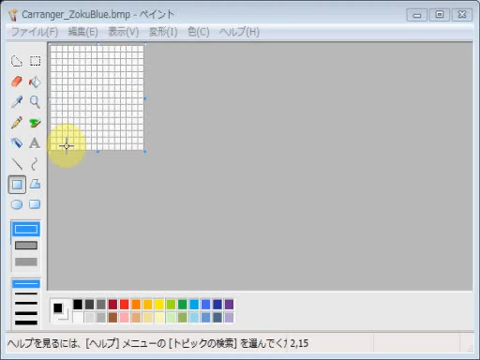 Carranger_ZokuBlue.bmp - ペイント
ファイル(F) 編集(E) 表示(V) 変形(I) 色(C) ヘルプ(H)
A
ヘルプを見るには、[ヘルプ] メニューの [トピックの検索] を選んでく 2,15